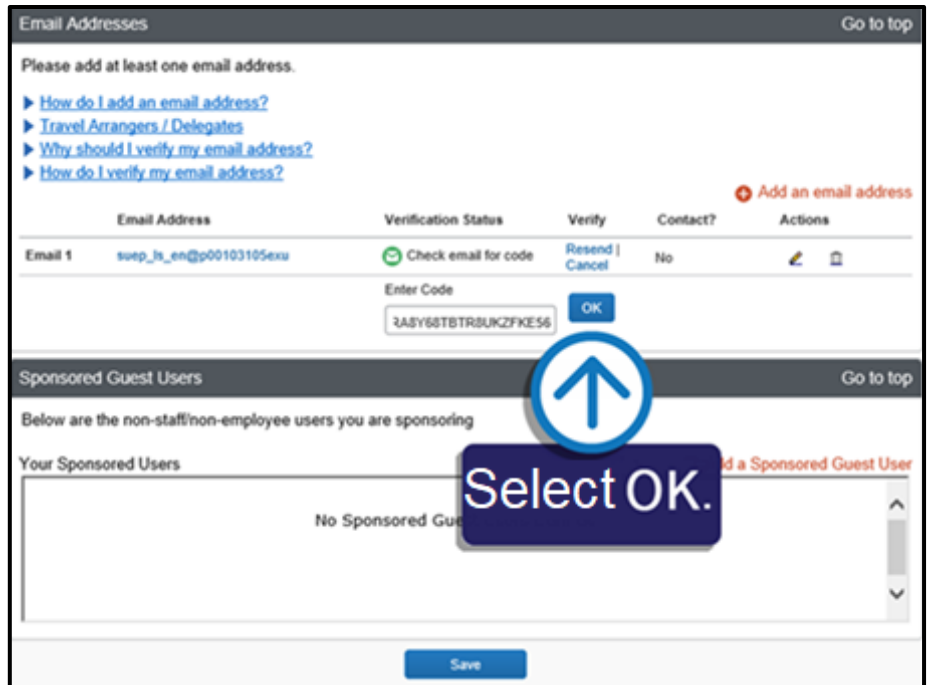 Email Addresses Go to top
Please add at least one email address.
How do I add an email address?
Travel Arrangers / Delegates
Why should I verify my email address?
How do I verify my email address?
Add an email address
Email Address Verification Status Verify Contact? Actions
Email 1 suep_ls_en@p00103105exu Check email for code Resend | Cancel No
Enter Code
RA8Y68TBTR8UKZFKE56 OK
Sponsored Guest Users Go to top
Below are the non-staff/non-employee users you are sponsoring
Your Sponsored Users a Sponsored Guest User
No Sponsored
Select OK.
Save